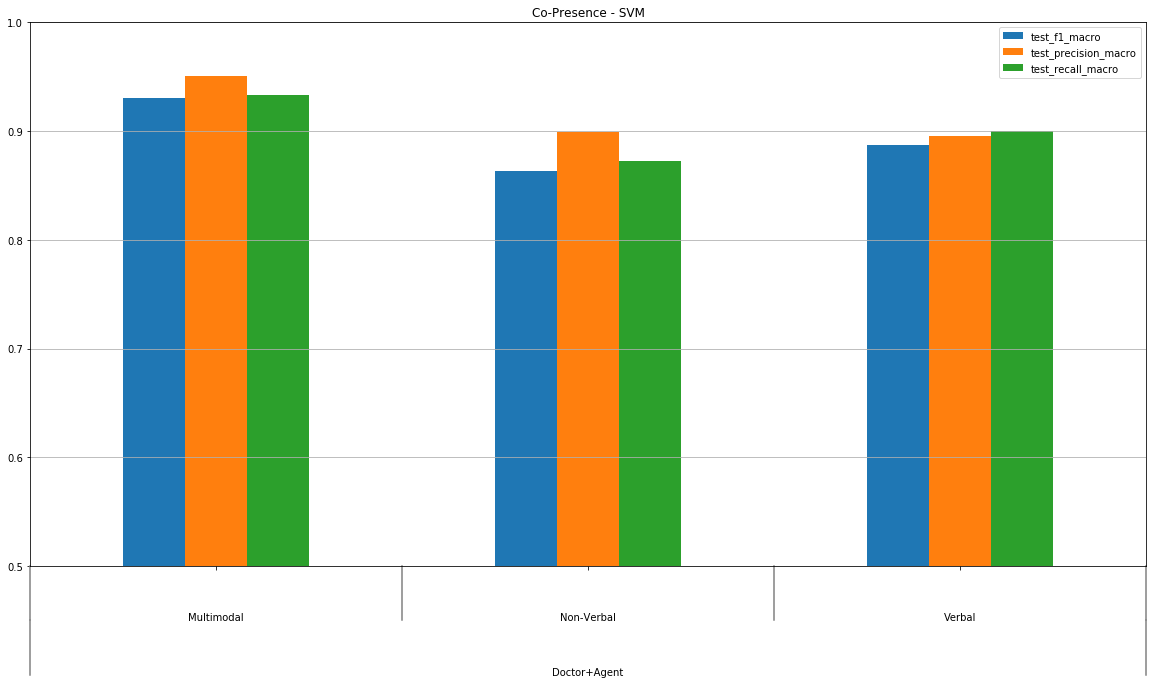 Co-Presence - SVM
test_f1_macro
test_precision_macro
test_recall_macro
1.0
0.9
0.8
0.7
0.6
0.5
Multimodal
Non-Verbal
Verbal
Doctor+Agent